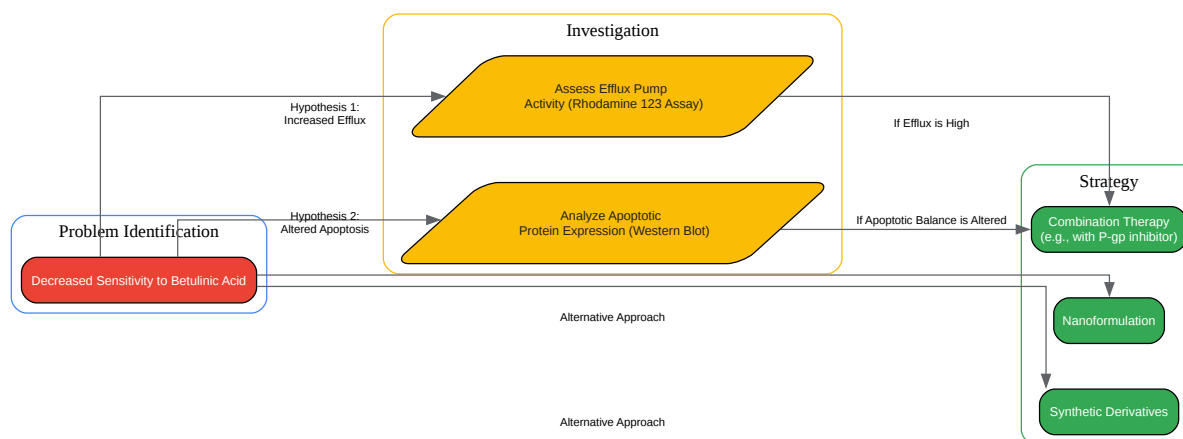 Investigation
Assess Efflux Pump
Activity (Rhodamine 123 Assay)
Hypothesis 1:
Increased Efflux
If Efflux is High
Strategy
Analyze Apoptotic
Protein Expression (Western Blot)
Hypothesis 2:
Altered Apoptosis
If Apoptotic Balance is Altered
Combination Therapy
(e.g., with P-gp inhibitor)
Problem Identification
Decreased Sensitivity to Betulinic Acid
Alternative Approach
Nanoformulation
Synthetic Derivatives
Alternative Approach